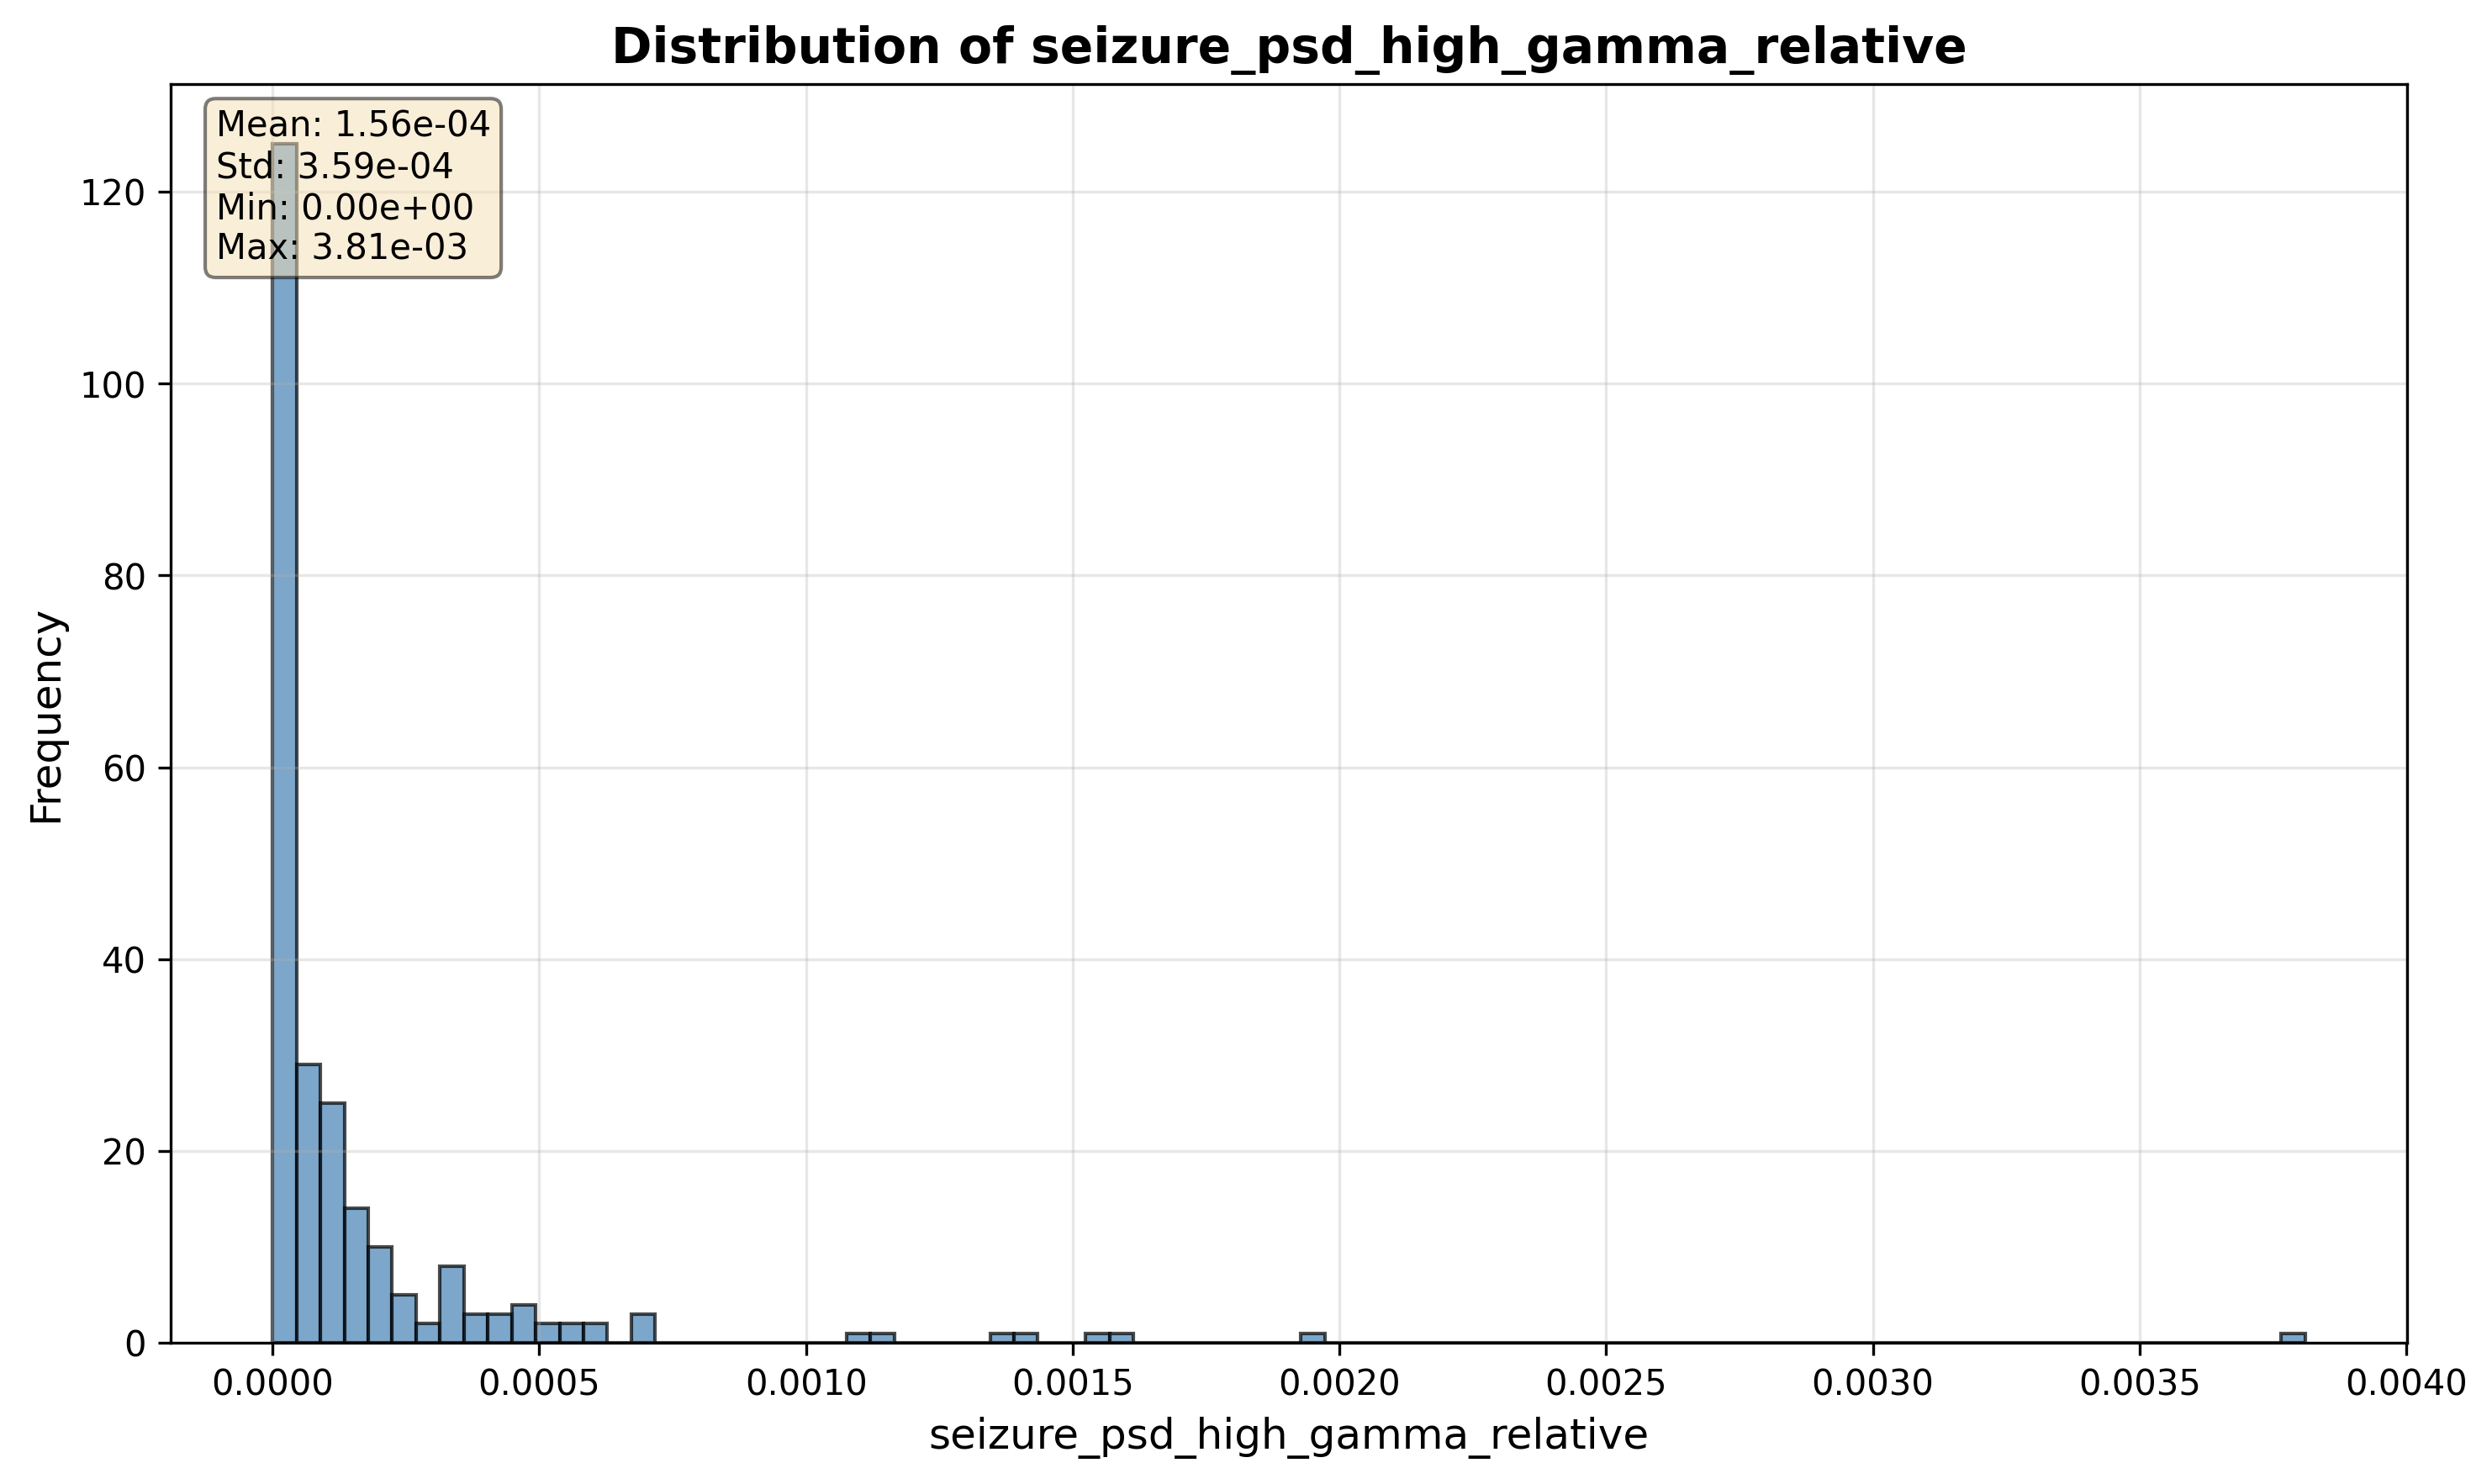 Distribution of seizure_psd_high_gamma_relative
Mean: 1.56e-04
Std: 3.59e-04
Min: 0.00e+00
Max: 3.81e-03
120
100
80
60
40
20
0
Frequency
0.0000 0.0005 0.0010 0.0015 0.0020 0.0025 0.0030 0.0035 0.0040
seizure_psd_high_gamma_relative